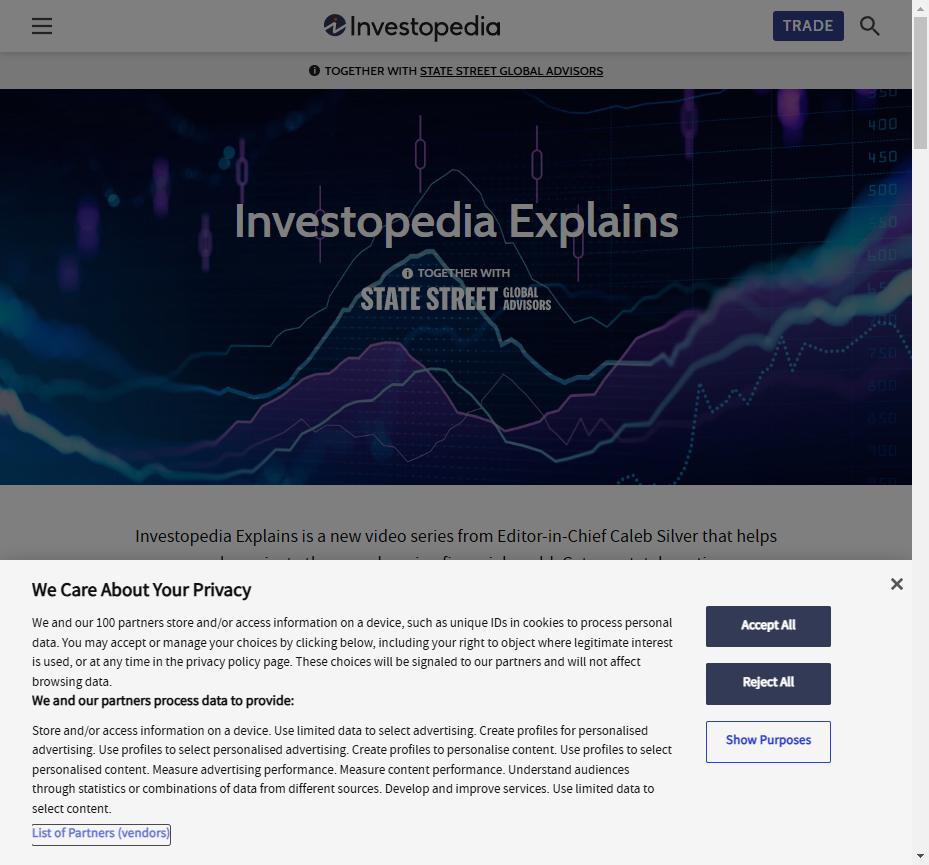 Investopedia
TRADE
TOGETHER WITH STATE STREET GLOBAL ADVISORS
350
400
450
500
550
600
Investopedia Explains
TOGETHER WITH
STATE STREET GLOBAL ADVISORS
750
800
850
900
Investopedia Explains is a new video series from Editor-in-Chief Caleb Silver that helps
We Care About Your Privacy
We and our 100 partners store and/or access information on a device, such as unique IDs in cookies to process personal
data. You may accept or manage your choices by clicking below, including your right to object where legitimate interest
is used, or at any time in the privacy policy page. These choices will be signaled to our partners and will not affect
browsing data.
We and our partners process data to provide:
Store and/or access information on a device. Use limited data to select advertising. Create profiles for personalised
advertising. Use profiles to select personalised advertising. Create profiles to personalise content. Use profiles to select
personalised content. Measure advertising performance. Measure content performance. Understand audiences
through statistics or combinations of data from different sources. Develop and improve services. Use limited data to
select content.
List of Partners (vendors)
Accept All
Reject All
Show Purposes